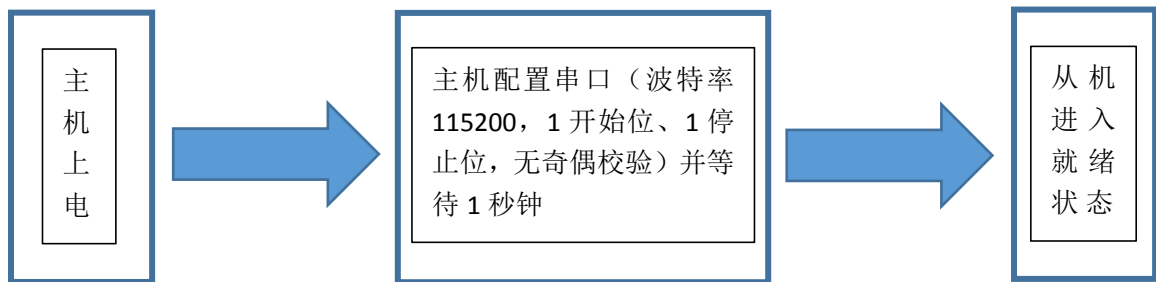 主
机
上
电
主机配置串口（波特率
115200，1 开始位、1 停
止位，无奇偶校验）并等
待 1 秒钟
从 机
进 入
就 绪
状 态